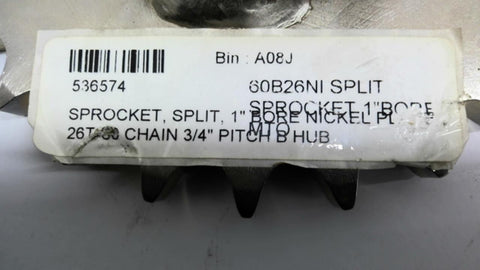 Bin : A08J
536574
60B26NI SPLIT
SPROCKET 1"BORE
MTO
SPROCKET, SPLIT, 1" BORE NICKEL PL
26T CHAIN 3/4" PITCH B HUB